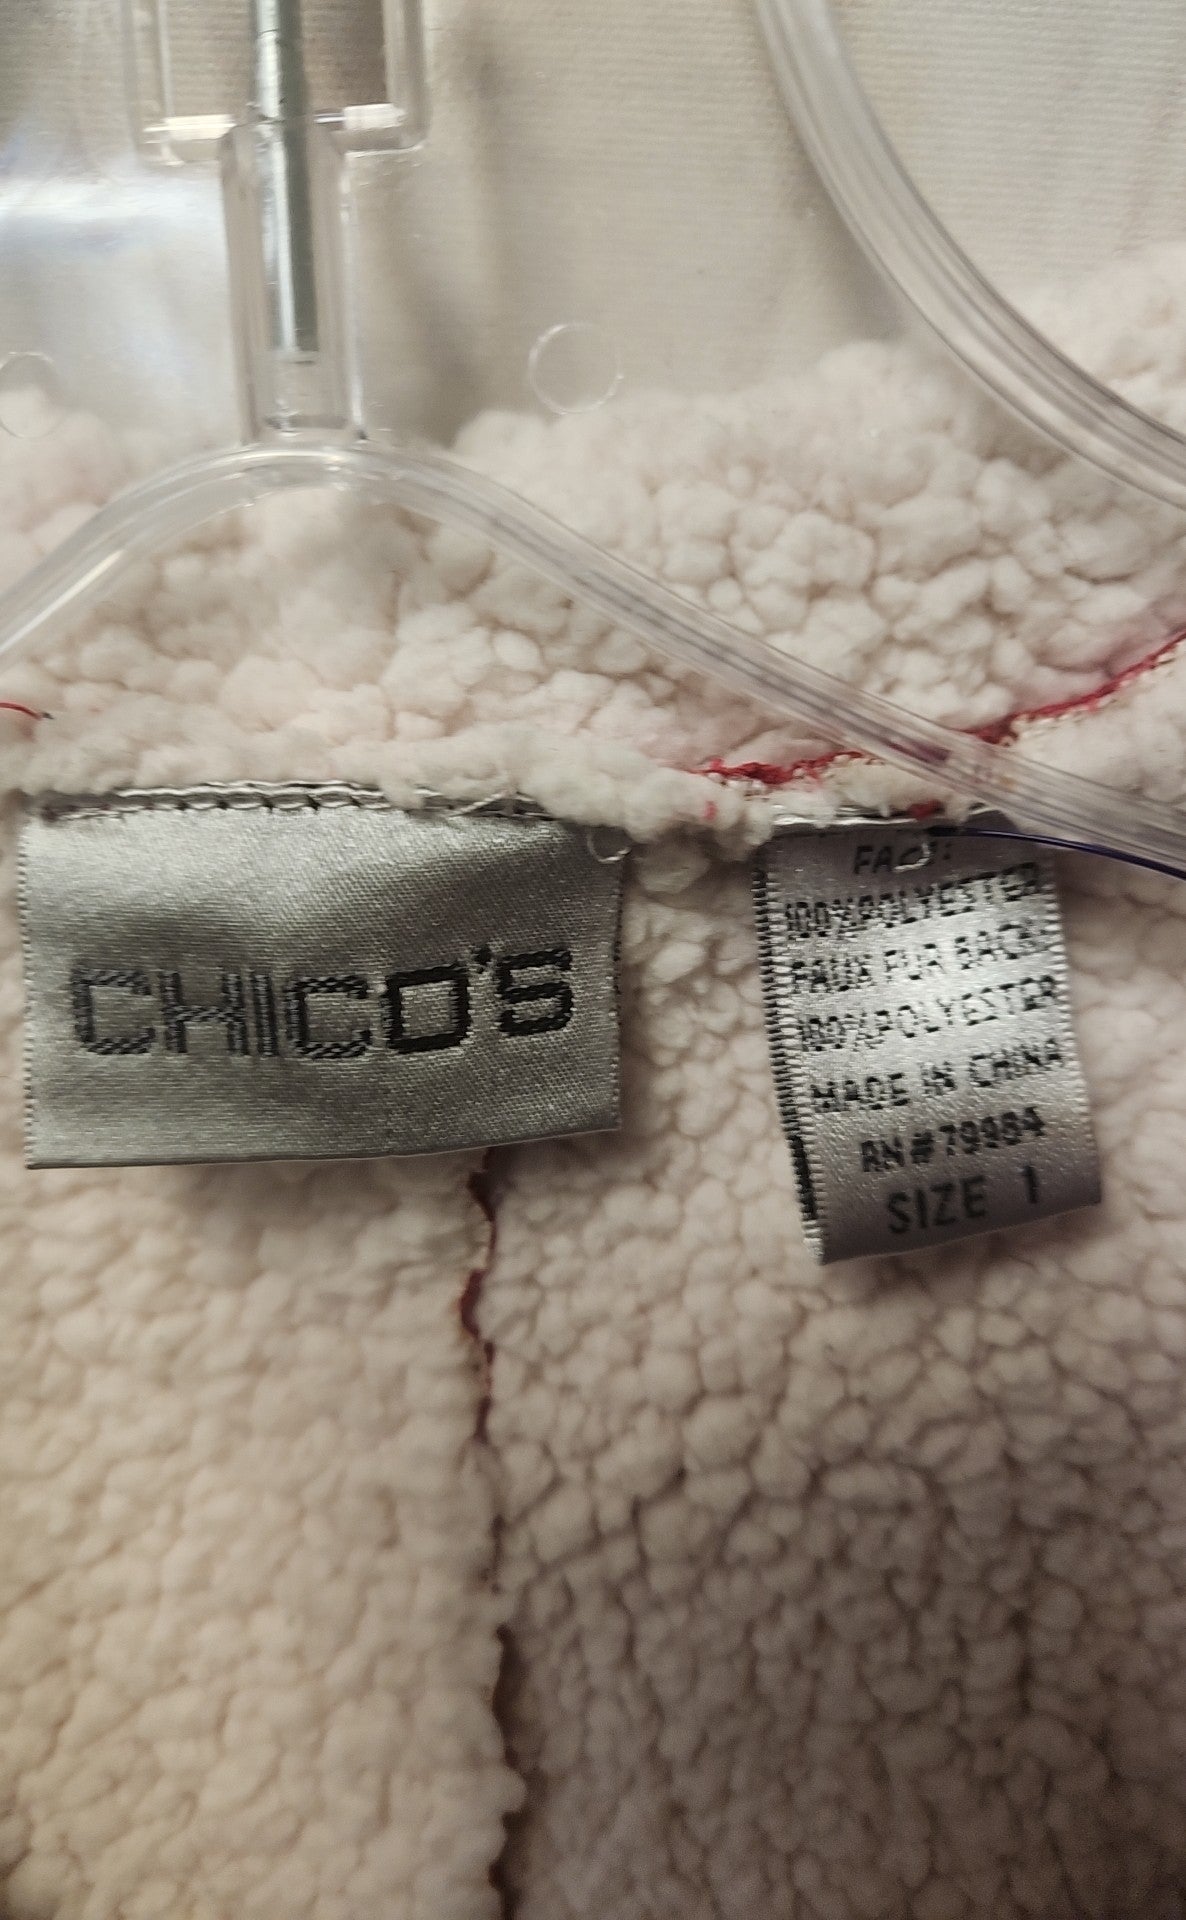 CHICO'S
100%POLYESTER
FAUX FUR BACK:
100%POLYESTER
MADE IN CHINA
RN#79984
SIZE 1